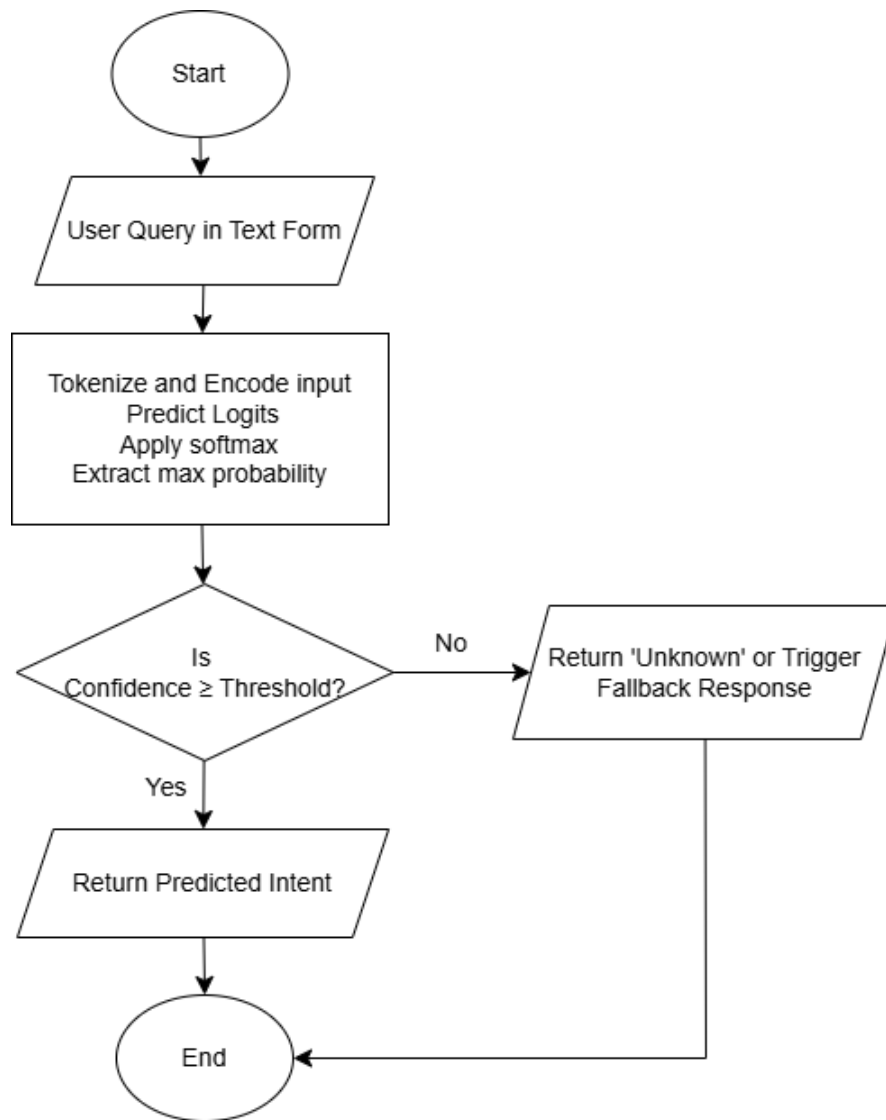 Start
User Query in Text Form
Tokenize and Encode input
Predict Logits
Apply softmax
Extract max probability
Is
Confidence ≥ Threshold?
No
Return 'Unknown' or Trigger
Fallback Response
Yes
Return Predicted Intent
End